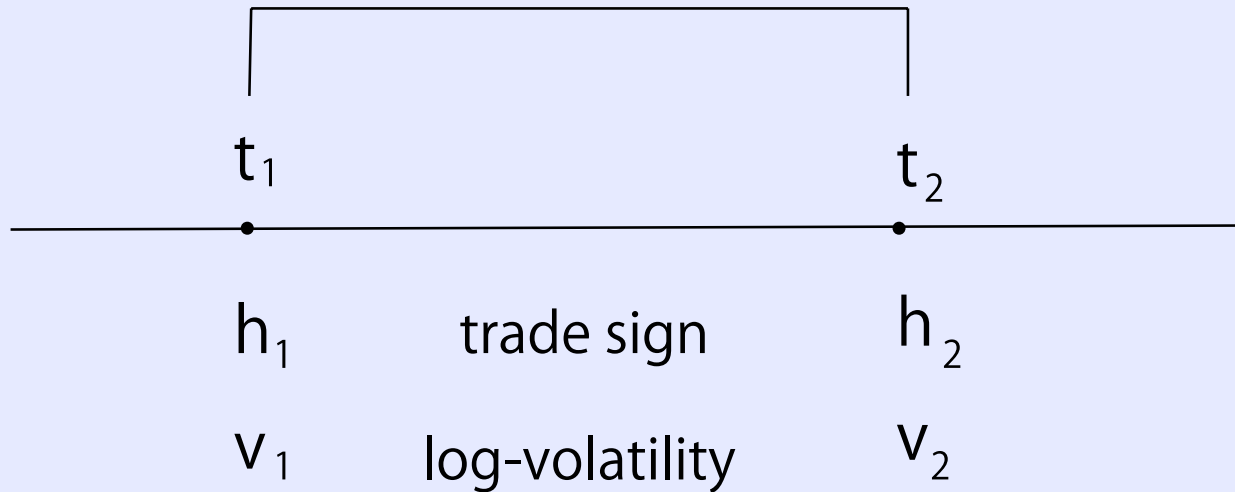 t₁ t₂
h₁ trade sign h₂
v₁ log-volatility v₂